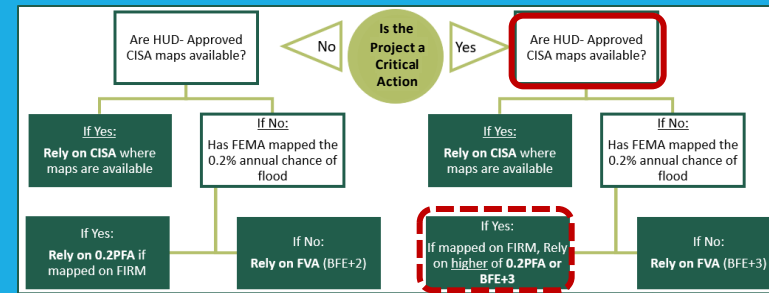 Is the
Project a
Critical
Action
No
Yes
Are HUD- Approved
CISA maps available?
If Yes:
Rely on CISA where
maps are available
If No:
Has FEMA mapped the
0.2% annual chance of
flood
If Yes:
Rely on 0.2PFA if
mapped on FIRM
If No:
Rely on FVA (BFE+2)
Are HUD- Approved
CISA maps available?
If Yes:
Rely on CISA where
maps are available
If No:
Has FEMA mapped the
0.2% annual chance of
flood
If Yes:
If mapped on FIRM, Rely
on higher of 0.2PFA or
BFE+3
If No:
Rely on FVA (BFE+3)